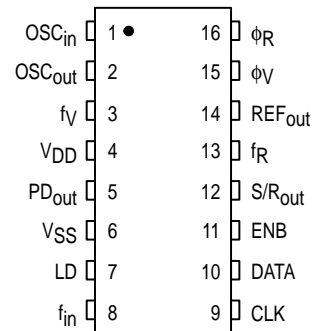 OSCin 1 16 ϕR
OSCout 2 15 ϕV
fV 3 14 REFout
VDD 4 13 fR
PDout 5 12 S/Rout
VSS 6 11 ENB
LD 7 10 DATA
fin 8 9 CLK